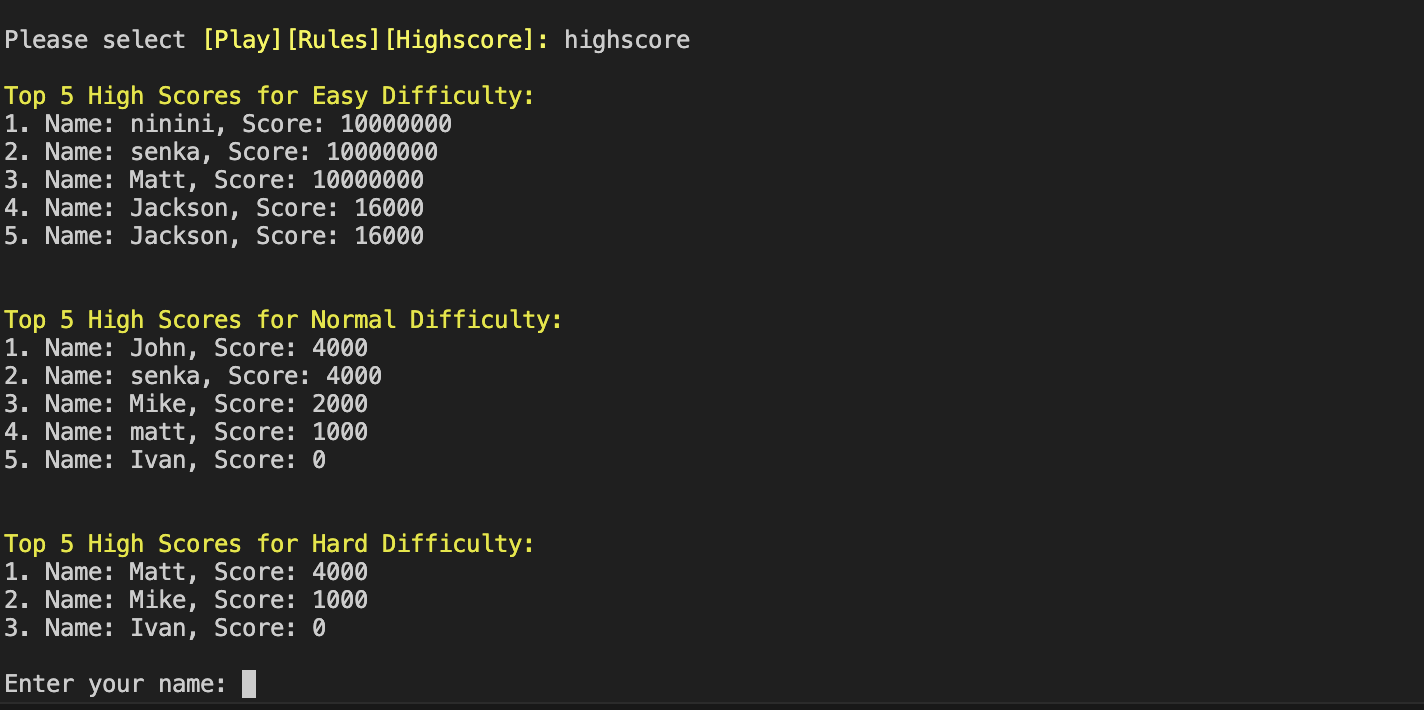 Please select [Play][Rules][Highscore]: highscore
Top 5 High Scores for Easy Difficulty:
1. Name: ninini, Score: 10000000
2. Name: senka, Score: 10000000
3. Name: Matt, Score: 10000000
4. Name: Jackson, Score: 16000
5. Name: Jackson, Score: 16000
Top 5 High Scores for Normal Difficulty:
1. Name: John, Score: 4000
2. Name: senka, Score: 4000
3. Name: Mike, Score: 2000
4. Name: matt, Score: 1000
5. Name: Ivan, Score: 0
Top 5 High Scores for Hard Difficulty:
1. Name: Matt, Score: 4000
2. Name: Mike, Score: 1000
3. Name: Ivan, Score: 0
Enter your name: